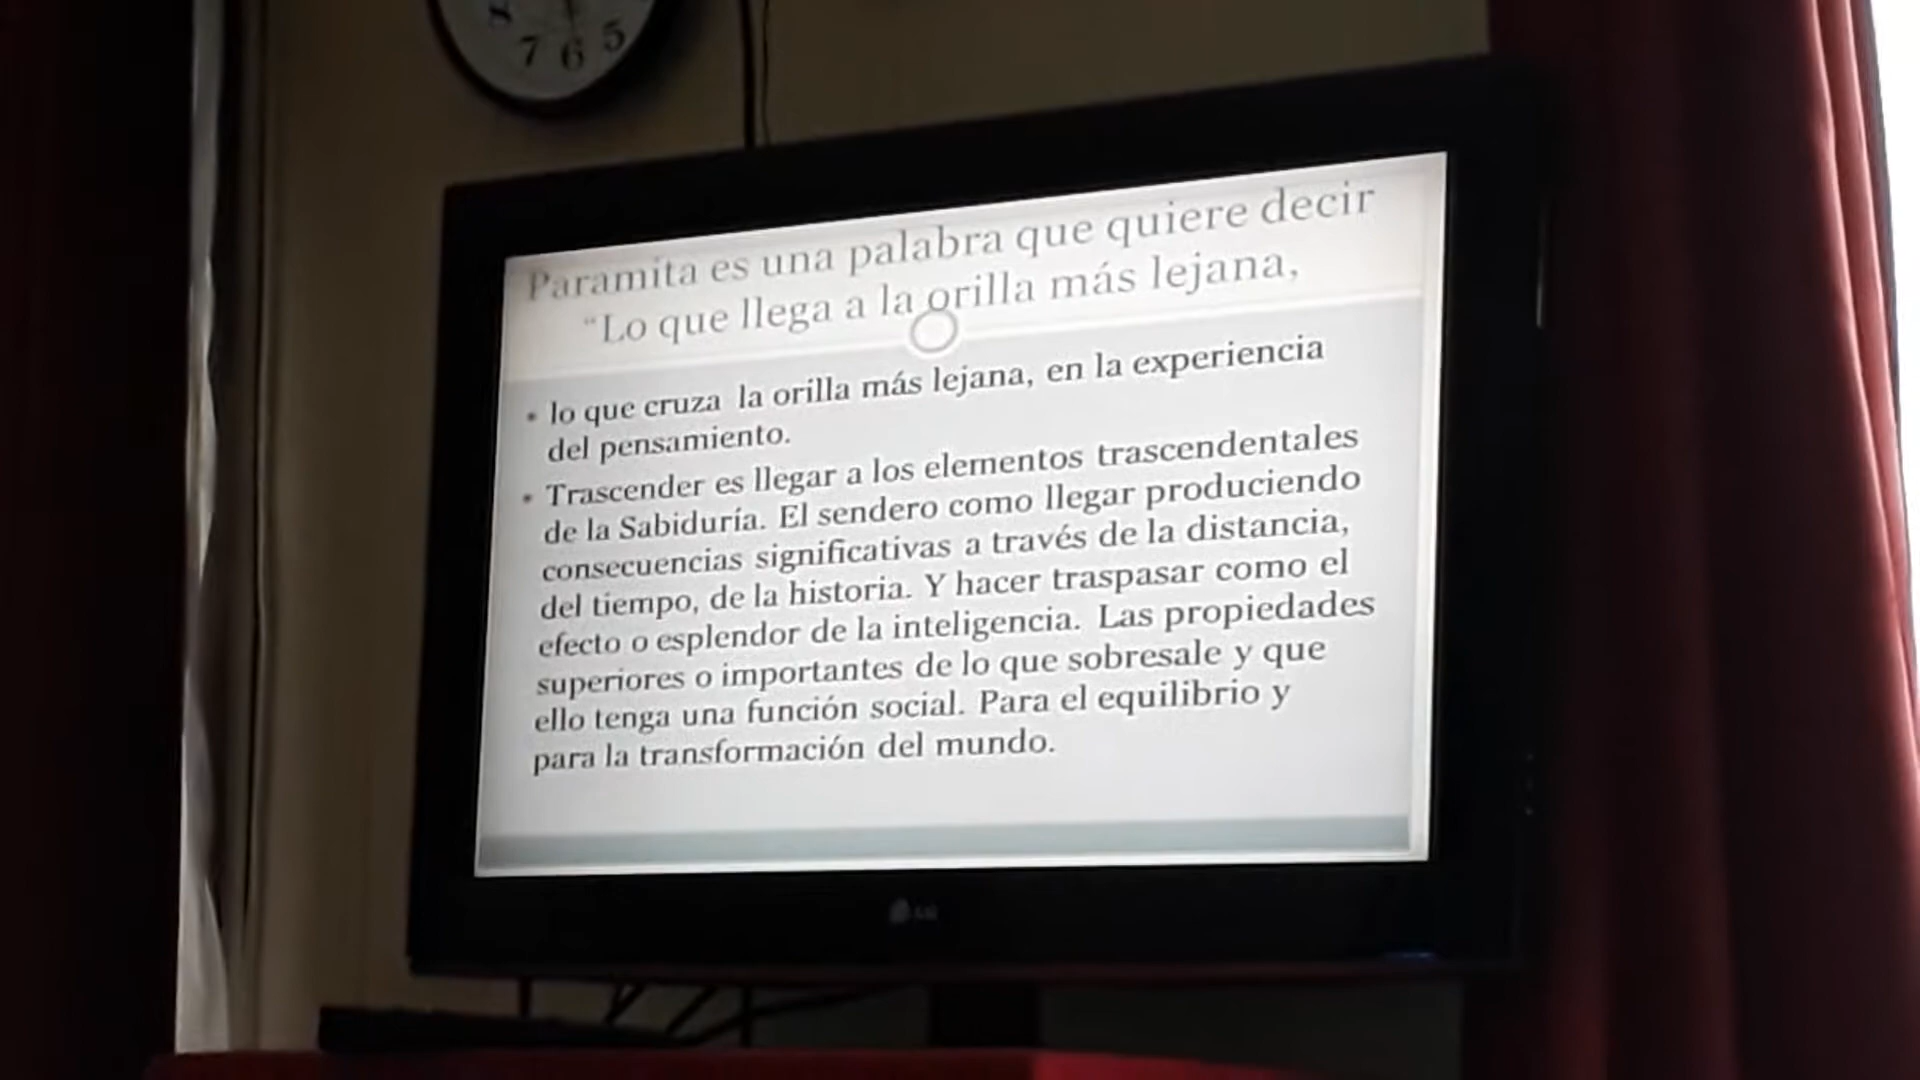 8 7 6 5
Paramita es una palabra que quiere decir
“Lo que llega a la orilla más lejana,
• lo que cruza la orilla más lejana, en la experiencia
del pensamiento.
• Trascender es llegar a los elementos trascendentales
de la Sabiduría. El sendero como llegar produciendo
consecuencias significativas a través de la distancia,
del tiempo, de la historia. Y hacer traspasar como el
efecto o esplendor de la inteligencia. Las propiedades
superiores o importantes de lo que sobresale y que
ello tenga una función social. Para el equilibrio y
para la transformación del mundo.
LG